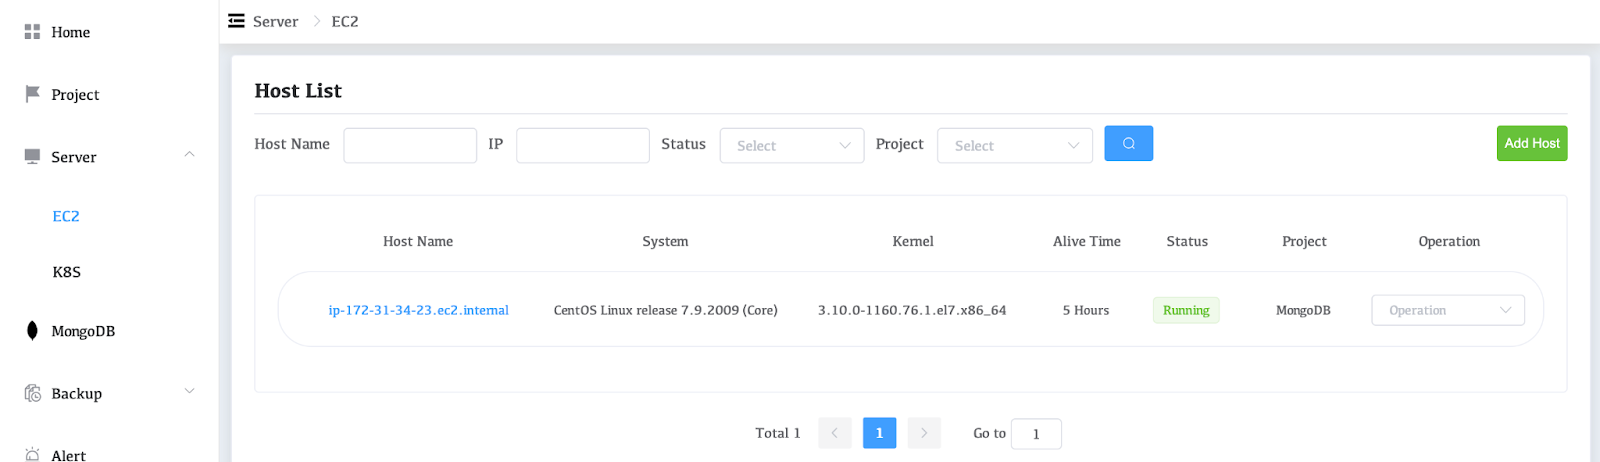 Home
Project
Server
EC2
K8S
MongoDB
Backup
Alert
Server > EC2
Host List
Host Name IP Status Select Project Select Add Host
Host Name System Kernel Alive Time Status Project Operation
ip-172-31-34-23.ec2.internal CentOS Linux release 7.9.2009 (Core) 3.10.0-1160.76.1.el7.x86_64 5 Hours Running MongoDB Operation
Total 1 < 1 > Go to 1